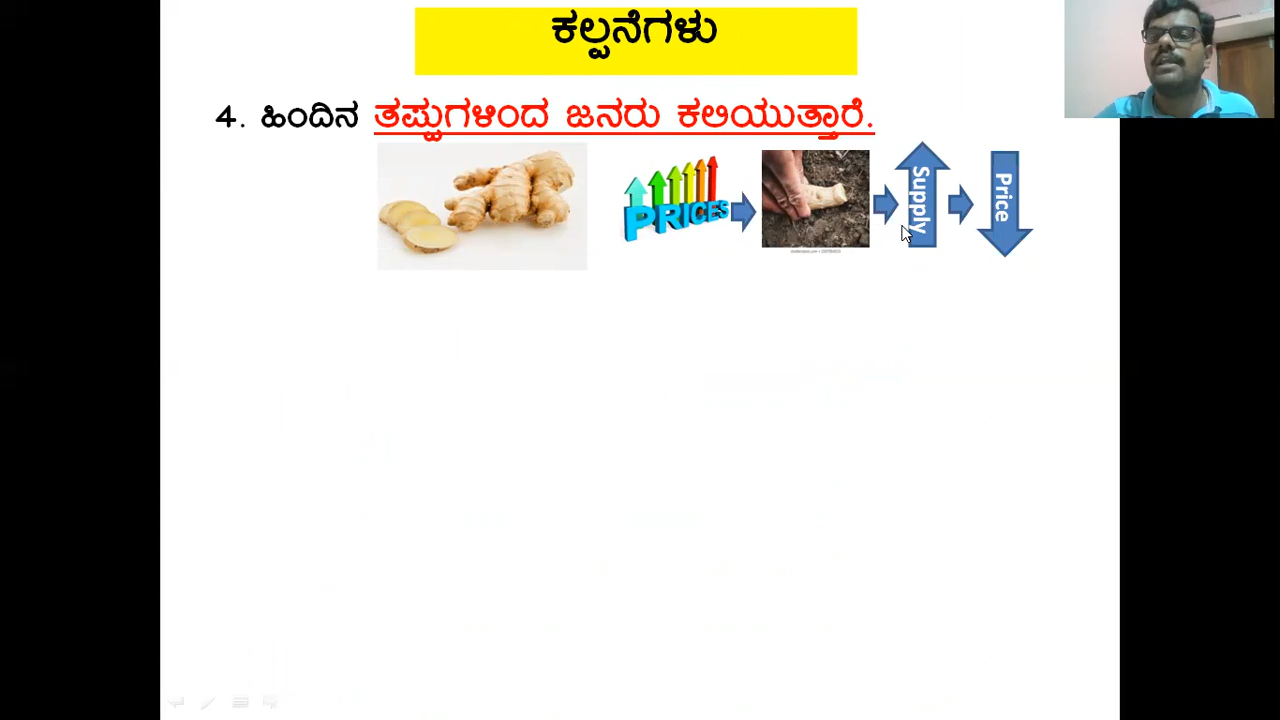 ಕಲ್ಪನೆಗಳು
4. ಹಿಂದಿನ ತಪ್ಪುಗಳಿಂದ ಜನರು ಕಲಿಯುತ್ತಾರೆ.
PRICES
Supply
Price